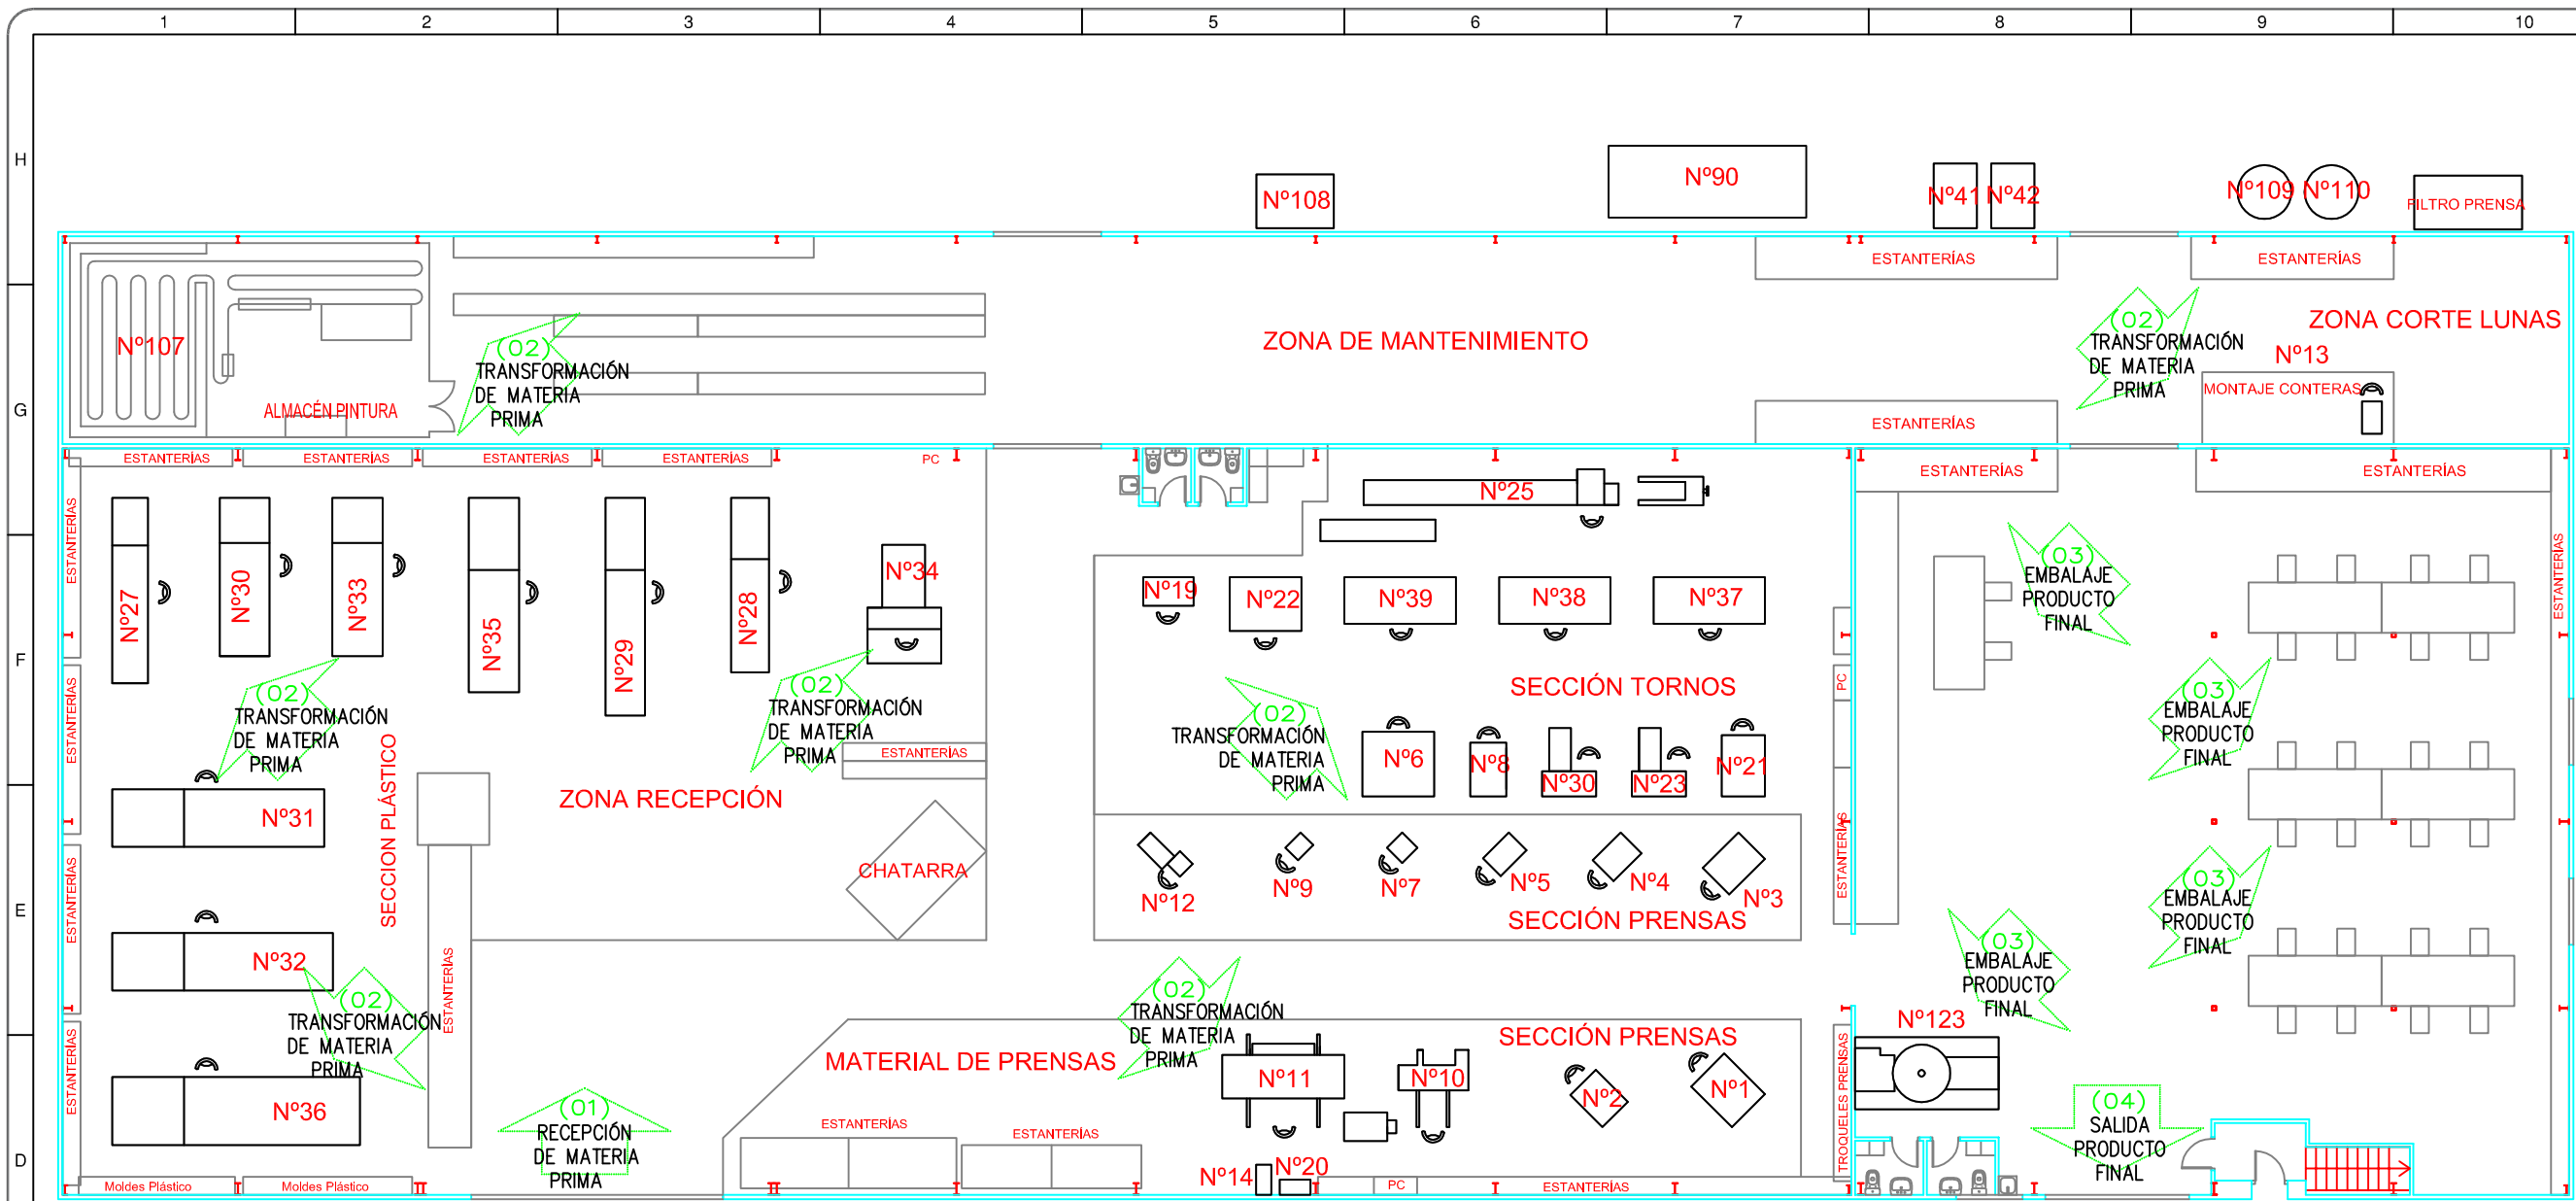 1 2 3 4 5 6 7 8 9 10
H
Nº108
Nº90
Nº41
Nº42
Nº109
Nº110
FILTRO PRENSA
ESTANTERÍAS
ESTANTERÍAS
Nº107
ALMACÉN PINTURA
(02)
TRANSFORMACIÓN
DE MATERIA
PRIMA
ZONA DE MANTENIMIENTO
(02)
TRANSFORMACIÓN
DE MATERIA
PRIMA
ZONA CORTE LUNAS
Nº13
MONTAJE CONTERAS
G
ESTANTERÍAS
ESTANTERÍAS
ESTANTERÍAS
ESTANTERÍAS
ESTANTERÍAS
PC
ESTANTERÍAS
ESTANTERÍAS
ESTANTERÍAS
Nº27
Nº30
Nº33
Nº35
Nº29
Nº28
Nº34
Nº25
Nº19
Nº22
Nº39
Nº38
Nº37
(03)
EMBALAJE
PRODUCTO
FINAL
ESTANTERÍAS
F
ESTANTERÍAS
(02)
TRANSFORMACIÓN
DE MATERIA
PRIMA
(02)
TRANSFORMACIÓN
DE MATERIA
PRIMA
(02)
TRANSFORMACIÓN
DE MATERIA
PRIMA
SECCIÓN TORNOS
PC
(03)
EMBALAJE
PRODUCTO
FINAL
Nº6
Nº8
Nº30
Nº23
Nº21
ESTANTERÍAS
SECCION PLÁSTICO
ZONA RECEPCIÓN
Nº31
CHATARRA
ESTANTERÍAS
Nº12
Nº9
Nº7
Nº5
Nº4
Nº3
SECCIÓN PRENSAS
ESTANTERÍAS
(03)
EMBALAJE
PRODUCTO
FINAL
E
Nº32
(02)
TRANSFORMACIÓN
DE MATERIA
PRIMA
ESTANTERÍAS
(02)
TRANSFORMACIÓN
DE MATERIA
PRIMA
(03)
EMBALAJE
PRODUCTO
FINAL
ESTANTERÍAS
Nº36
MATERIAL DE PRENSAS
SECCIÓN PRENSAS
Nº11
Nº10
Nº2
Nº1
TROQUELES PRENSAS
Nº123
(01)
RECEPCIÓN
DE MATERIA
PRIMA
ESTANTERÍAS
ESTANTERÍAS
(04)
SALIDA
PRODUCTO
FINAL
D
Moldes Plástico
Moldes Plástico
Nº14
Nº20
PC
ESTANTERÍAS